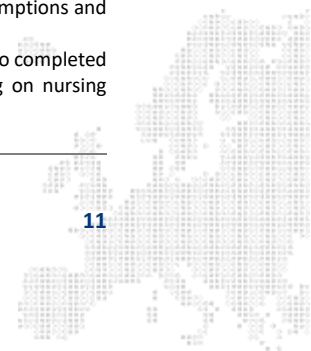 mptions and
o completed
g on nursing
11